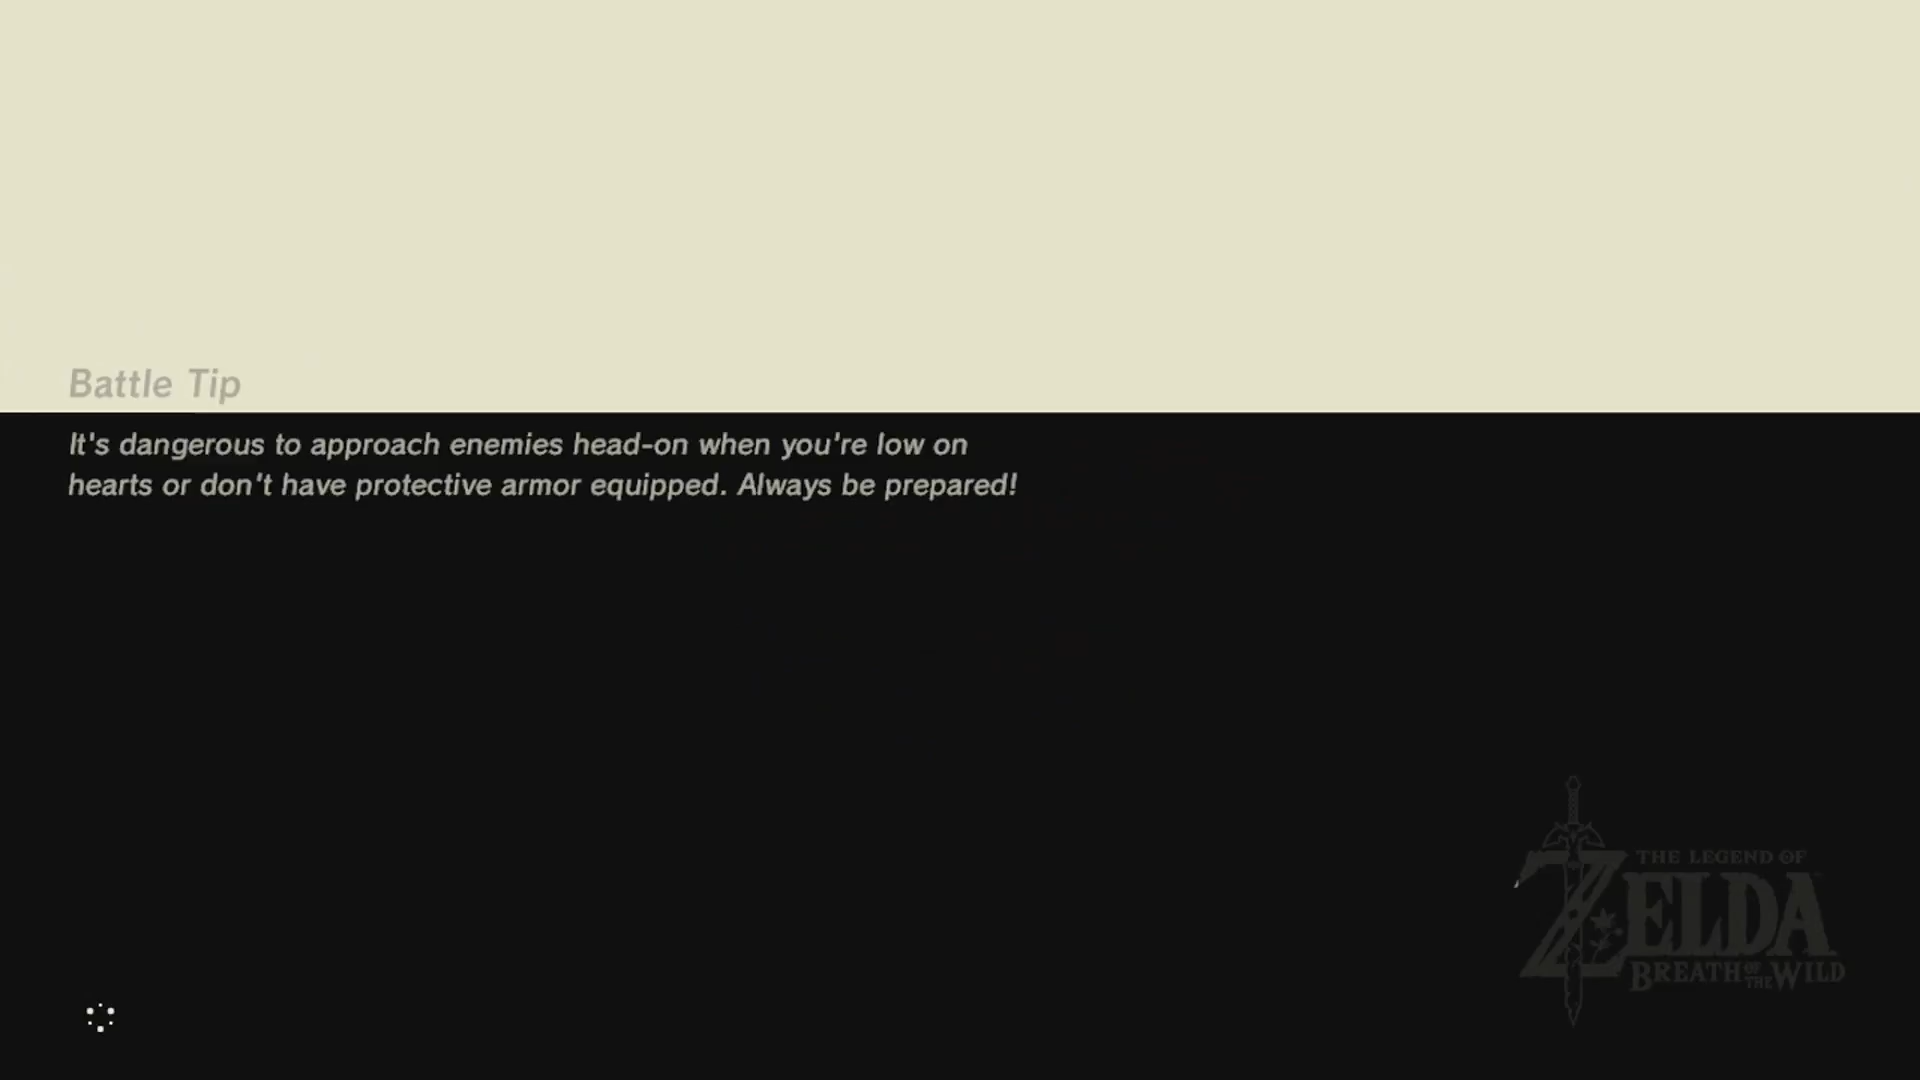 Battle Tip
It's dangerous to approach enemies head-on when you're low on
hearts or don't have protective armor equipped. Always be prepared!
THE LEGEND OF
ZELDA
BREATH OF THE WILD